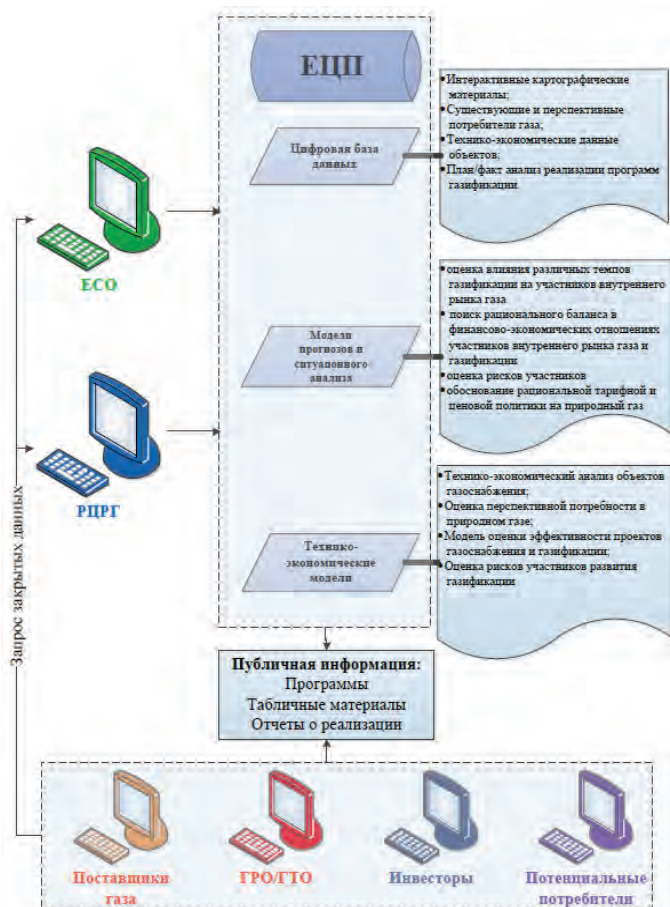 ЕЦП
Цифровая база
данных
•Интерактивные картографические
материалы;
•Существующие и перспективные
потребители газа;
•Технико-экономические данные
объектов;
•План/факт анализ реализации программ
газификации.
ЕСО
Модели
прогнозов и
ситуационного
анализа
• оценка влияния различных темпов
газификации на участников внутреннего
рынка газа
• поиск рационального баланса в
финансово-экономических отношениях
участников внутреннего рынка газа и
газификации
• оценка рисков участников
• обоснование рациональной тарифной и
ценовой политики на природный газ
РЦРГ
Технико-
экономические
модели
•Технико-экономический анализ объектов
газоснабжения;
•Оценка перспективной потребности в
природном газе;
•Модель оценки эффективности проектов
газоснабжения и газификации;
•Оценка рисков участников развития
газификации
Запрос закрытых данных
Публичная информация:
Программы
Табличные материалы
Отчеты о реализации
Поставщики
газа
ГРО/ГТО
Инвесторы
Потенциальные
потребители